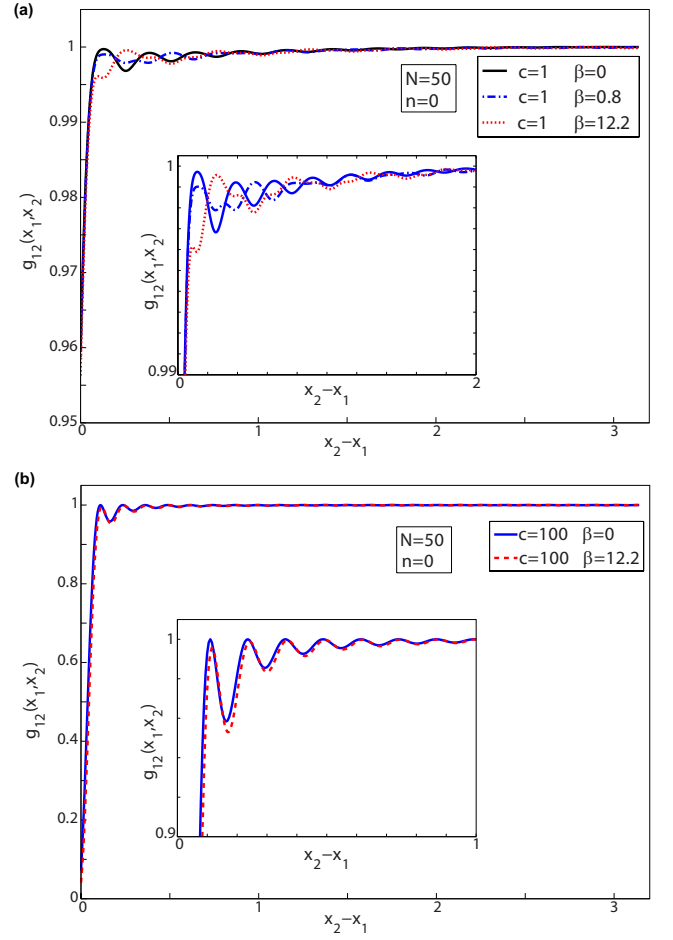 (a)
1
0.99
0.98
0.97
0.96
0.95
g12(x1,x2)
N=50
n=0
c=1 β=0
c=1 β=0.8
c=1 β=12.2
1
0.99
g12(x1,x2)
0 2
x2−x1
0 1 2 3
x2−x1
(b)
1
0.8
0.6
0.4
0.2
0
g12(x1,x2)
N=50
n=0
c=100 β=0
c=100 β=12.2
1
0.9
g12(x1,x2)
0 1
x2−x1
0 1 2 3
x2−x1